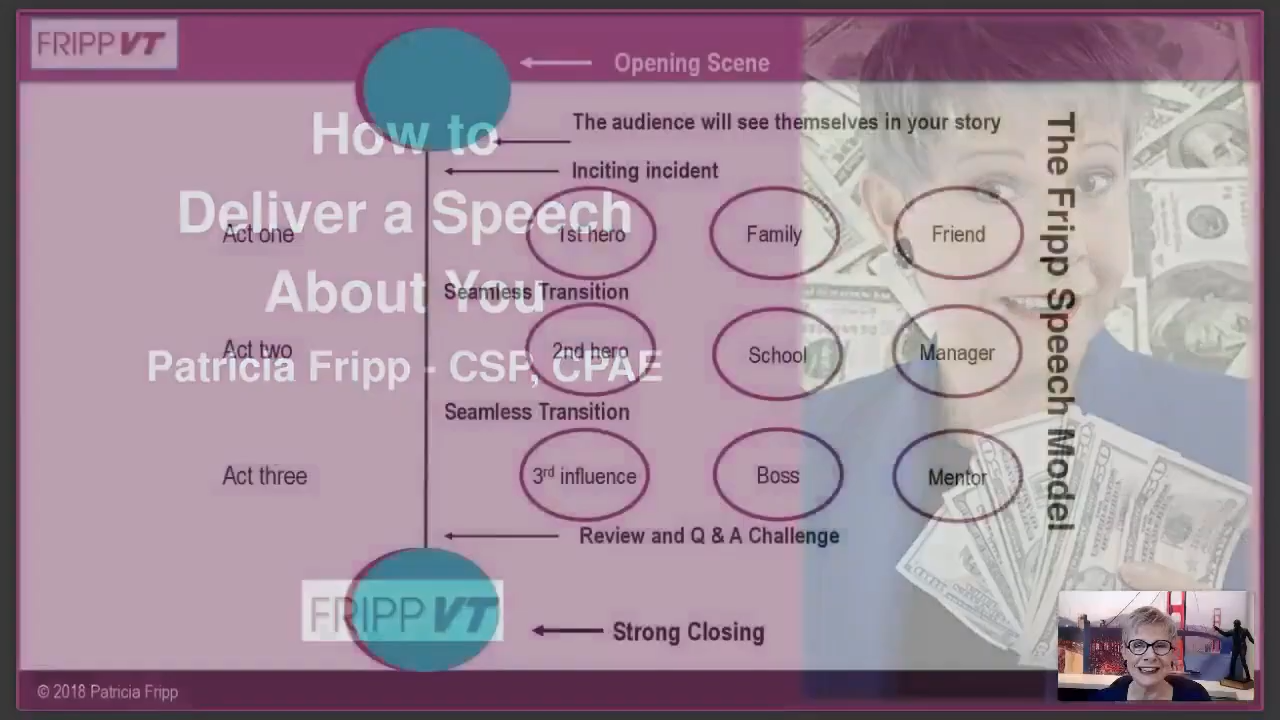 FRIPP VT
Opening Scene
How to
Deliver a Speech
About You
Patricia Fripp - CSP, CPAE
The audience will see themselves in your story
Inciting incident
Act one
1st hero
Family
Friend
Seamless Transition
Act two
2nd hero
School
Manager
Seamless Transition
Act three
3rd influence
Boss
Mentor
Review and Q & A Challenge
FRIPP VT
Strong Closing
The Fripp Speech Model
© 2018 Patricia Fripp